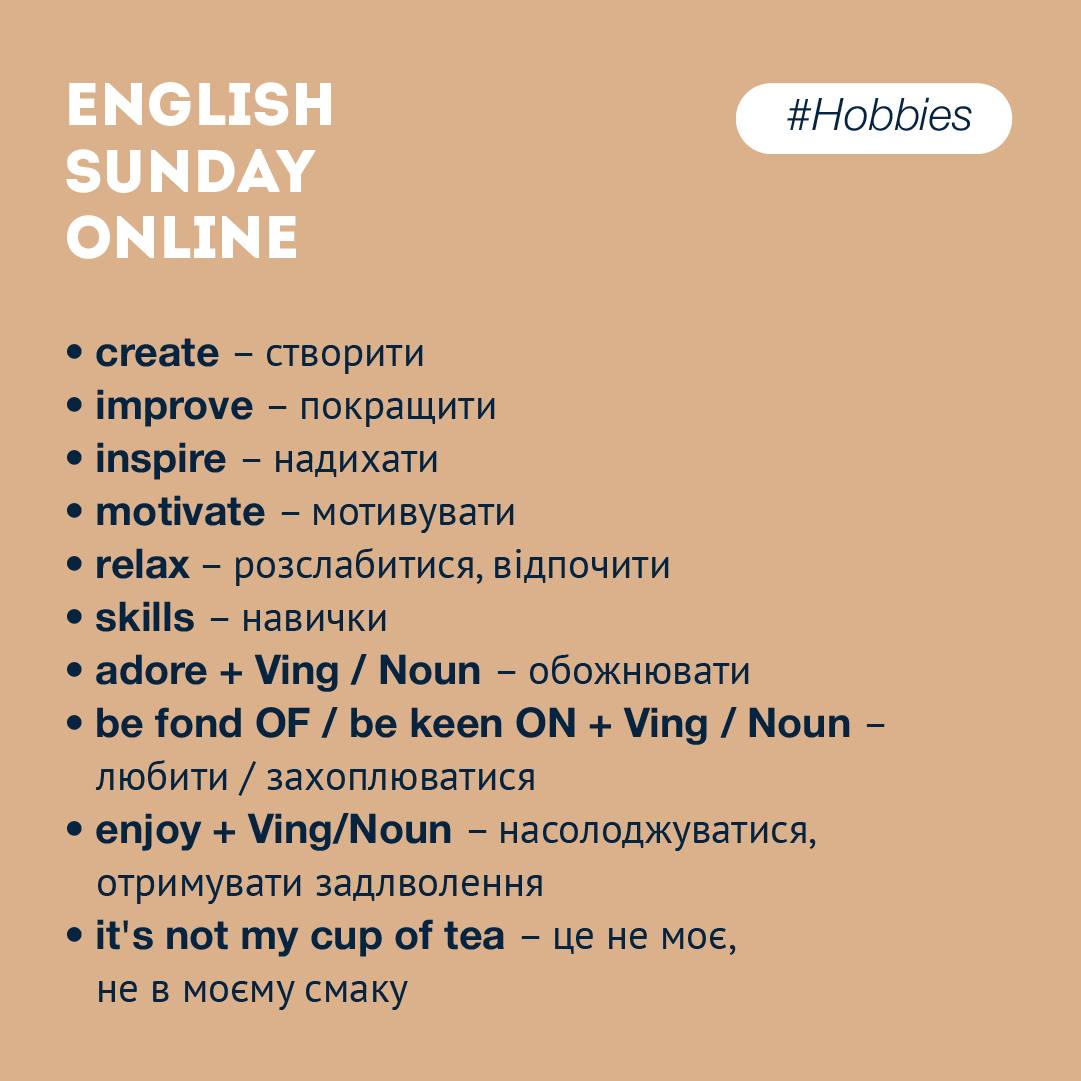 ENGLISH
SUNDAY
ONLINE
#Hobbies
• create – створити
• improve – покращити
• inspire – надихати
• motivate – мотивувати
• relax – розслабитися, відпочити
• skills – навички
• adore + Ving / Noun – обожнювати
• be fond OF / be keen ON + Ving / Noun –
любити / захоплюватися
• enjoy + Ving/Noun – насолоджуватися,
отримувати задлволення
• it's not my cup of tea – це не моє,
не в моєму смаку